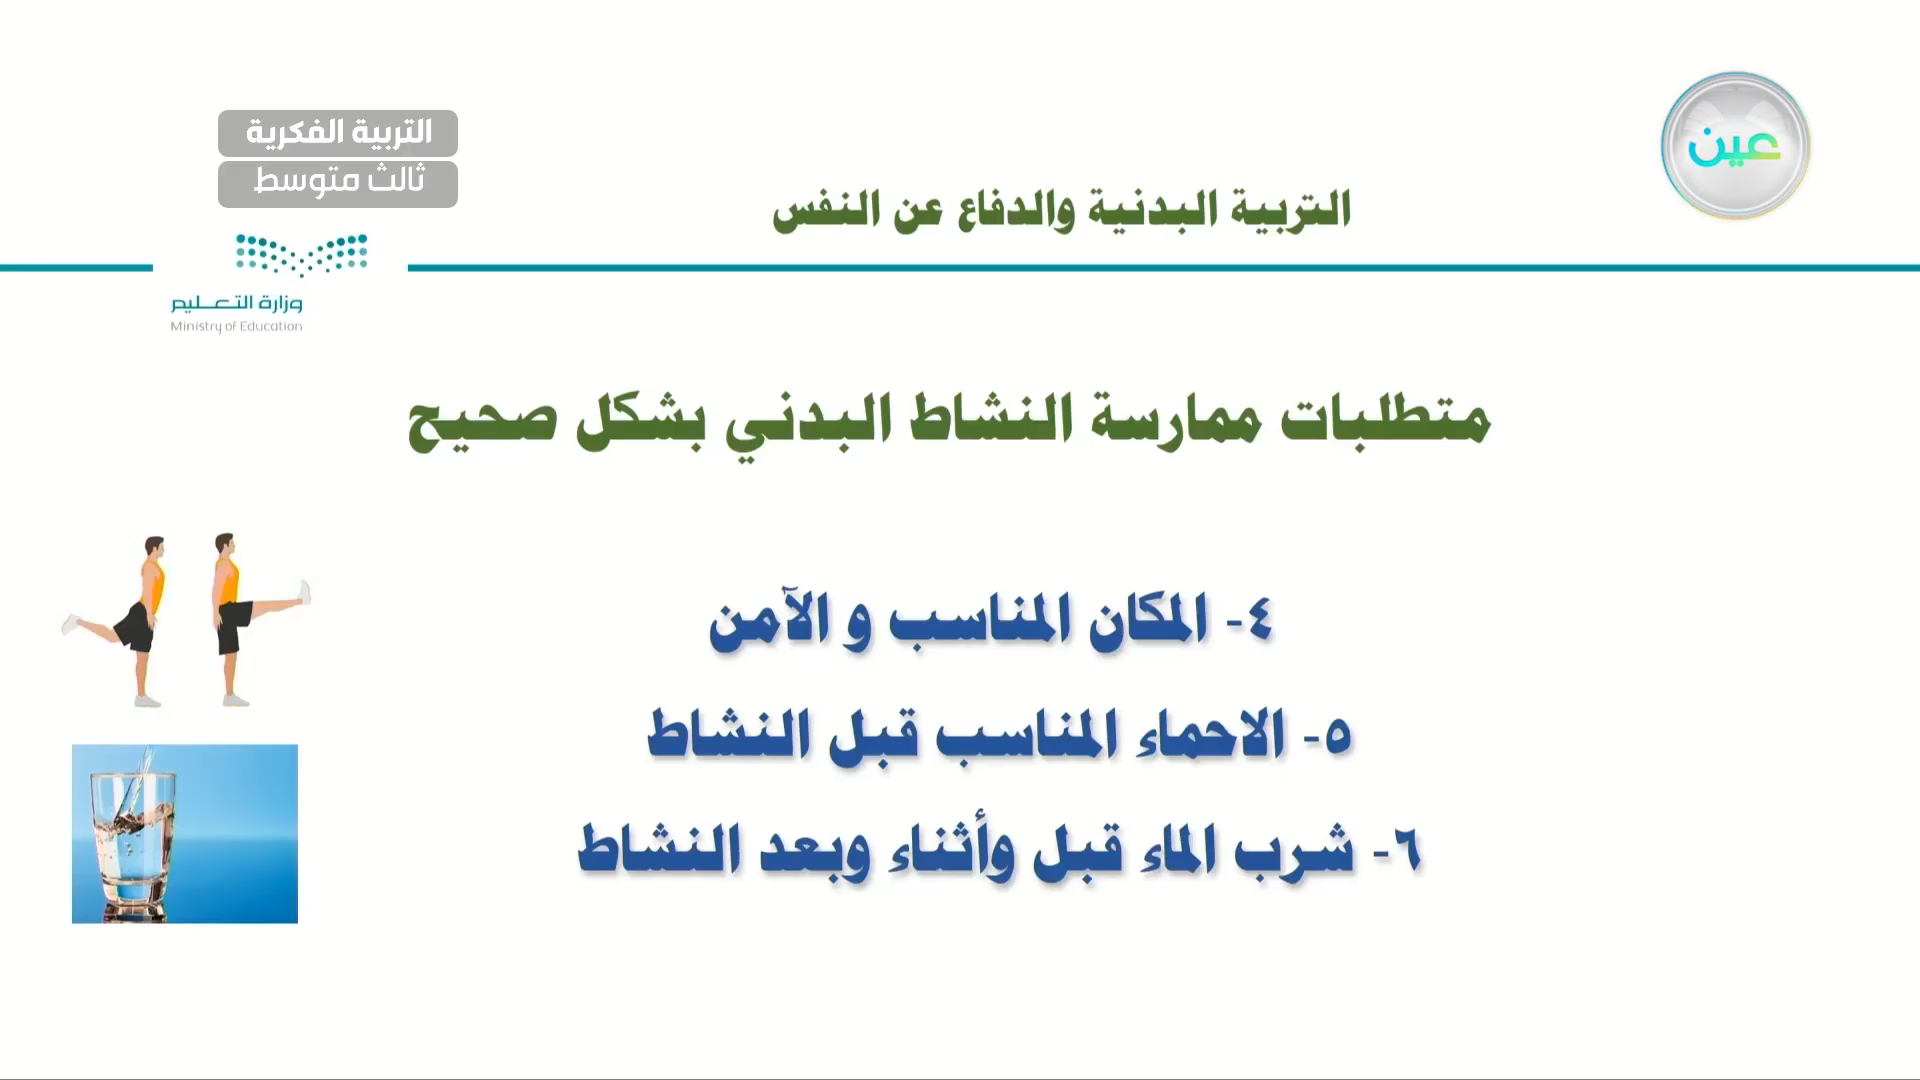 التربية الفكرية
ثالث متوسط
عين
التربية البدنية والدفاع عن النفس
وزارة التعليم
Ministry of Education
متطلبات ممارسة النشاط البدني بشكل صحيح
٤- المكان المناسب و الآمن
٥- الاحماء المناسب قبل النشاط
٦- شرب الماء قبل وأثناء وبعد النشاط